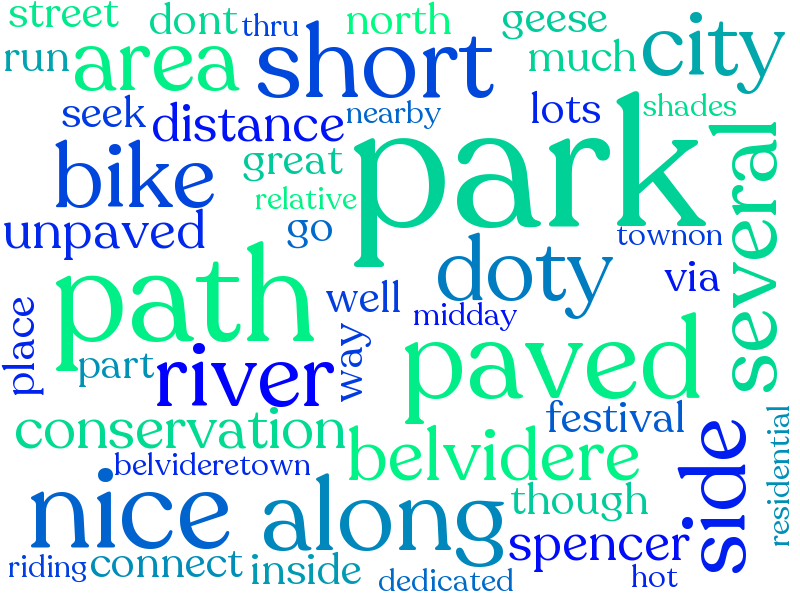 street dont thru north geese
run area short much city
seek distance nearby lots shades
bike great park several
relative
unpaved go townon
path doty via
place well midday
part river way paved
conservation festival residential
belvideretown belvidere side
nice along though
spencer
riding connect inside dedicated hot